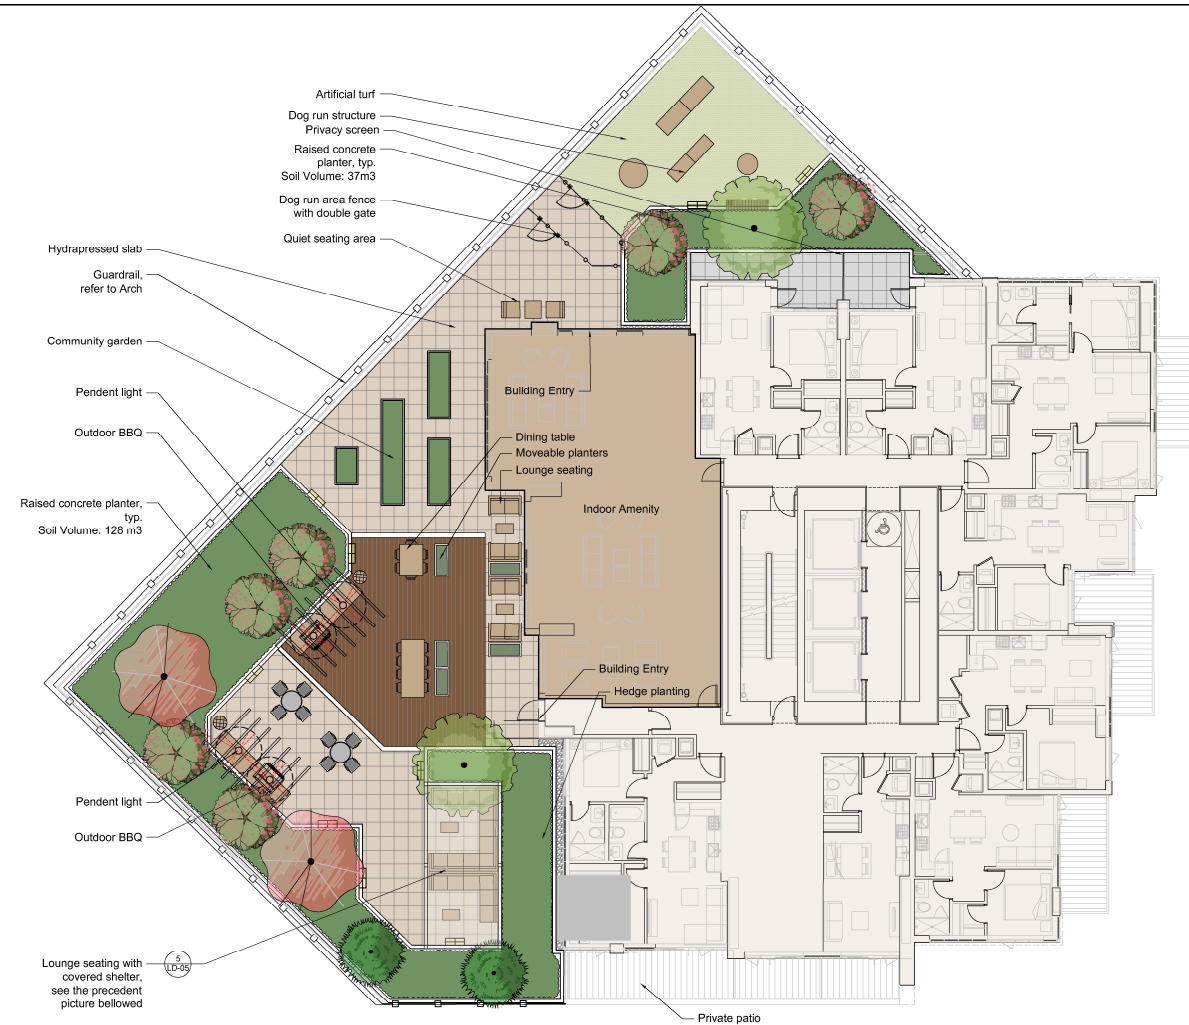 Artificial turf
Dog run structure
Privacy screen
Raised concrete
planter, typ.
Soil Volume: 37m3
Dog run area fence
with double gate
Quiet seating area
Hydrapressed slab
Guardrail,
refer to Arch
Community garden
Pendent light
Outdoor BBQ
Raised concrete planter,
typ.
Soil Volume: 128 m3
Building Entry
Dining table
Moveable planters
Lounge seating
Indoor Amenity
Building Entry
Hedge planting
Pendent light
Outdoor BBQ
Lounge seating with
covered shelter,
see the precedent
picture bellowed
5
LD-05
Private patio